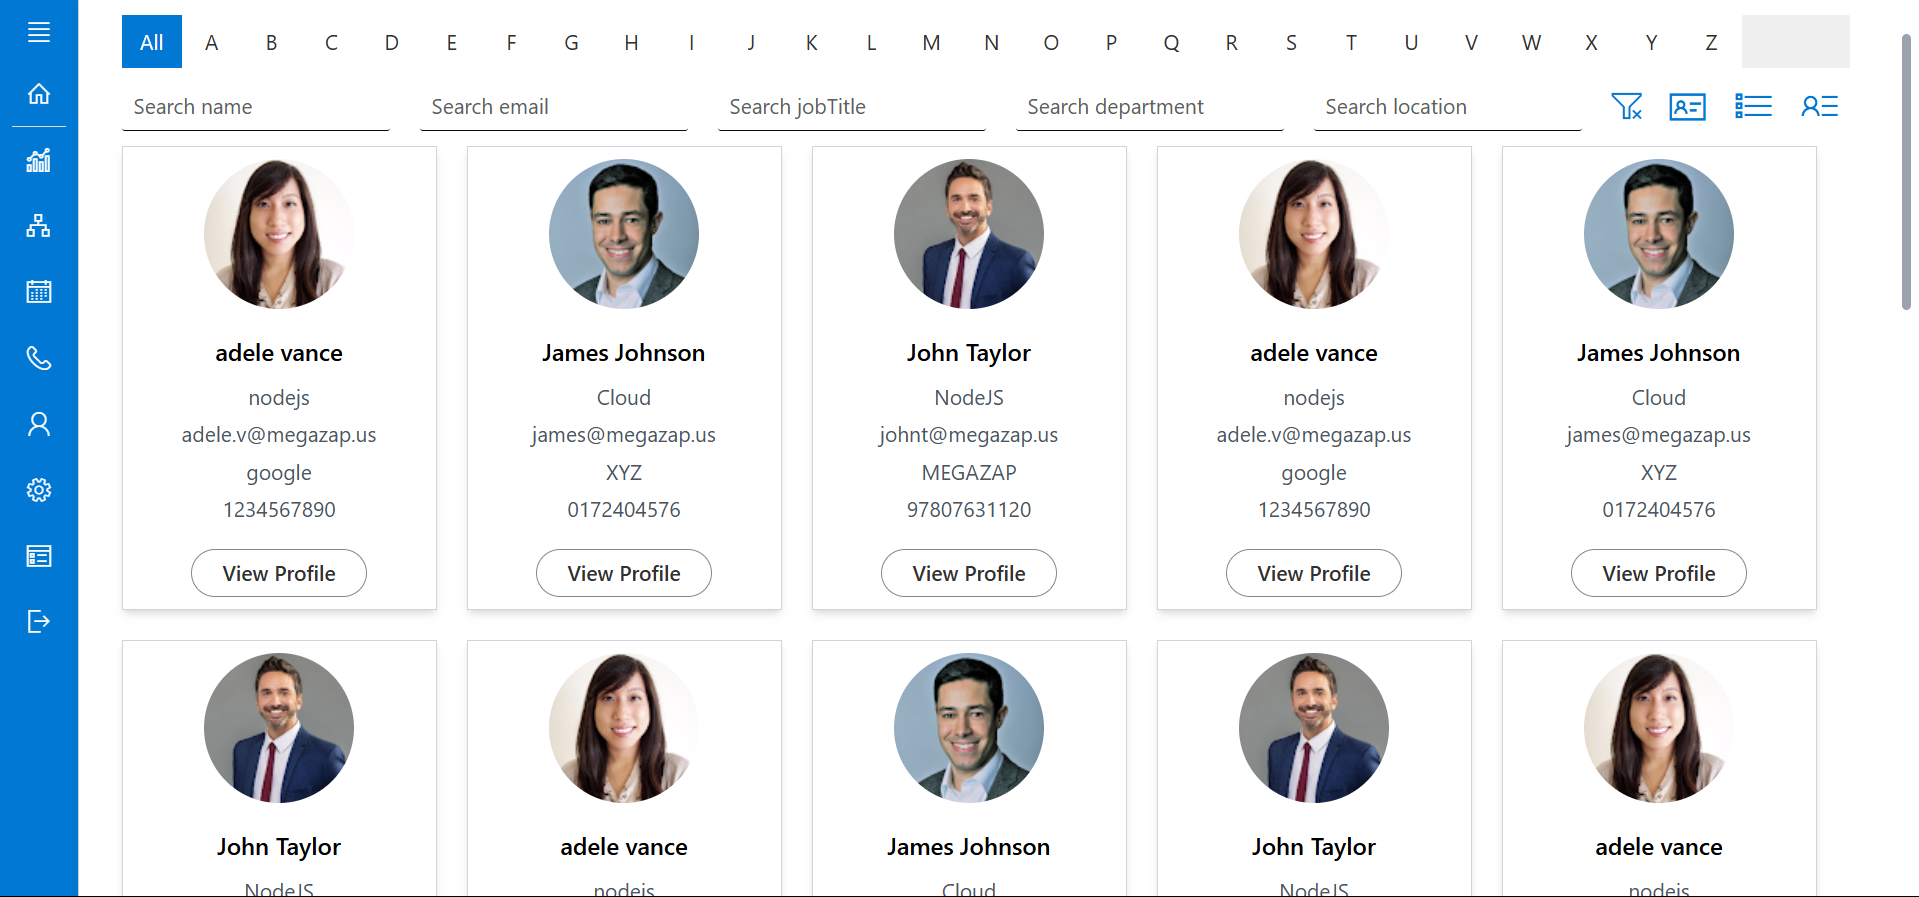 All A B C D E F G H I J K L M N O P Q R S T U V W X Y Z
Search name Search email Search jobTitle Search department Search location
adele vance James Johnson John Taylor adele vance James Johnson
nodejs Cloud NodeJS nodejs Cloud
adele.v@megazap.us james@megazap.us johnt@megazap.us adele.v@megazap.us james@megazap.us
google XYZ MEGAZAP google XYZ
1234567890 0172404576 97807631120 1234567890 0172404576
View Profile View Profile View Profile View Profile View Profile
John Taylor adele vance James Johnson John Taylor adele vance
NodeJS nodejs Cloud NodeJS nodejs